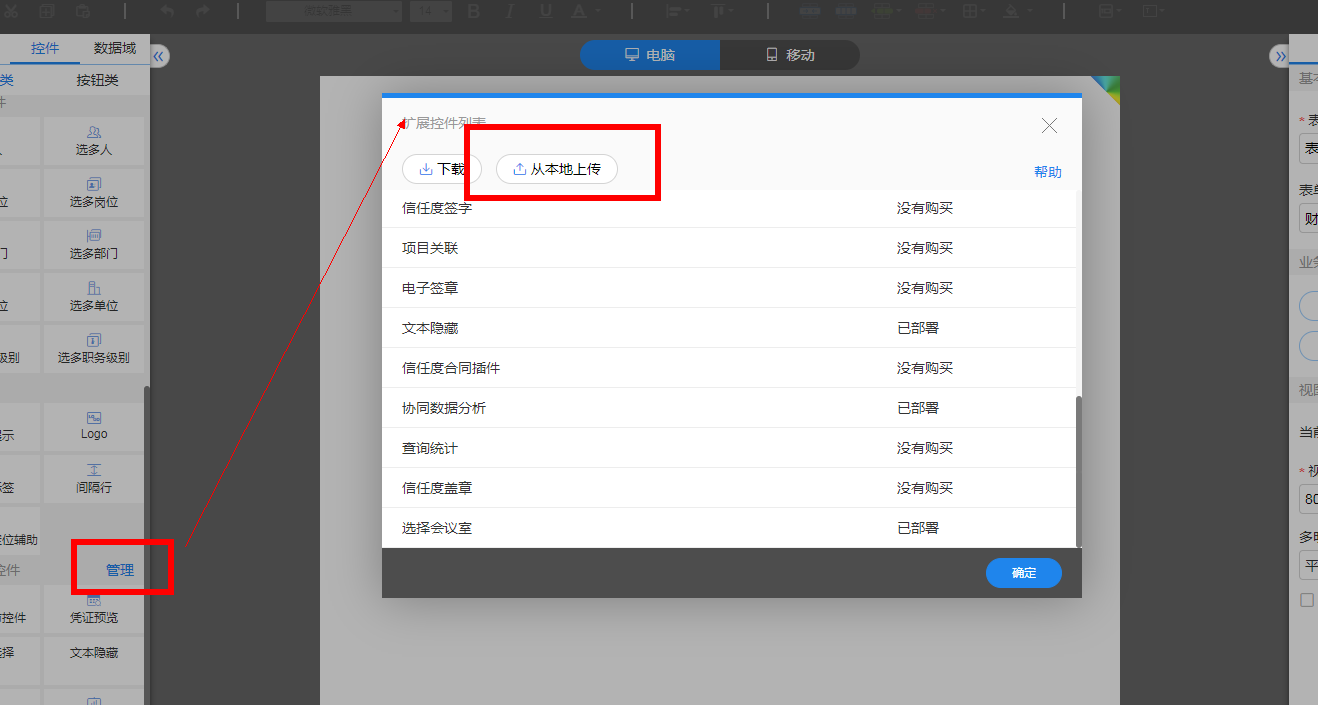 微软雅黑 14 B I U A
控件 数据域
电脑 移动
类 按钮类
件
选多人
位 选多岗位
门 选多部门
位 选多单位
级别 选多职务级别
Logo
签 间隔行
位辅助
控件 管理
控件 凭证预览
择 文本隐藏
扩展控件列表
下载 从本地上传
帮助
信任度签字 没有购买
项目关联 没有购买
电子签章 没有购买
文本隐藏 已部署
信任度合同插件 没有购买
协同数据分析 已部署
查询统计 没有购买
信任度盖章 没有购买
选择会议室 已部署
确定
基本
* 表
表
表单
财
业务
视图
当前
* 视
80
多
平